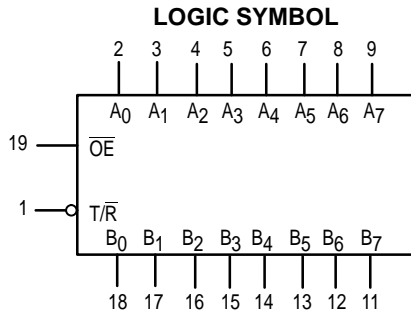 LOGIC SYMBOL
2 3 4 5 6 7 8 9
A₀ A₁ A₂ A₃ A₄ A₅ A₆ A₇
19 O̅E̅
1 T/R̅
B₀ B₁ B₂ B₃ B₄ B₅ B₆ B₇
18 17 16 15 14 13 12 11